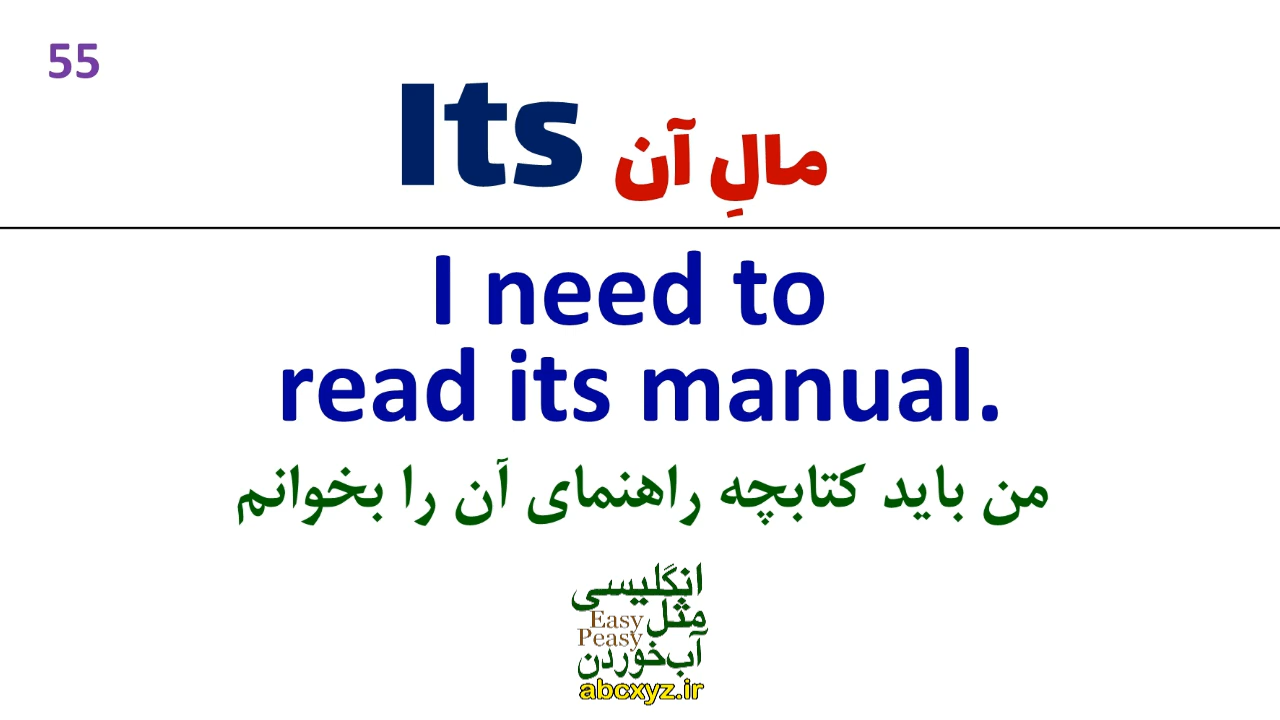 55
Its مالِ آن
I need to
read its manual.
من باید کتابچه راهنمای آن را بخوانم
انگلیسی
مثل Easy
Peasy
آب‌خوردن
abcxyz.ir